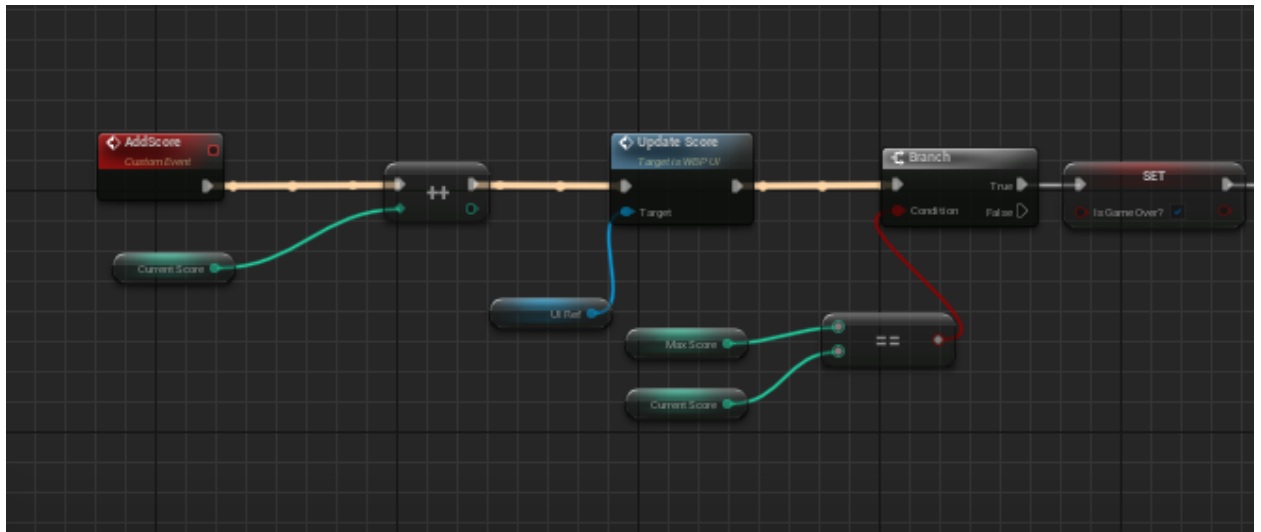 AddScore
Custom Event
++
Current Score
Update Score
Target is WBP UI
Target
UI Ref
Branch
True
Condition
False
SET
Is Game Over?
Max Score
==
Current Score